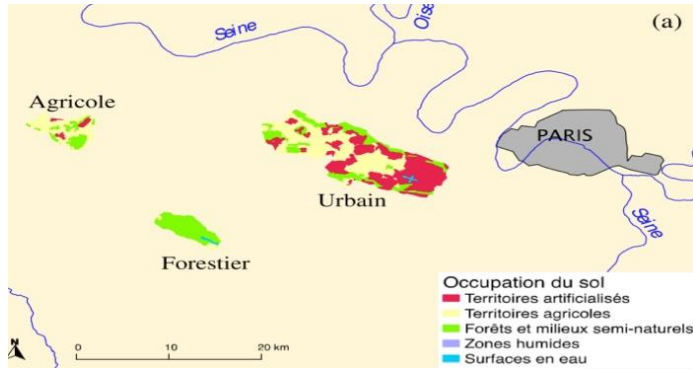 Seine
Oise
(a)
Agricole
PARIS
Urbain
Seine
Forestier
Occupation du sol
Territoires artificialisés
Territoires agricoles
Forêts et milieux semi-naturels
Zones humides
Surfaces en eau
N
0 10 20 km